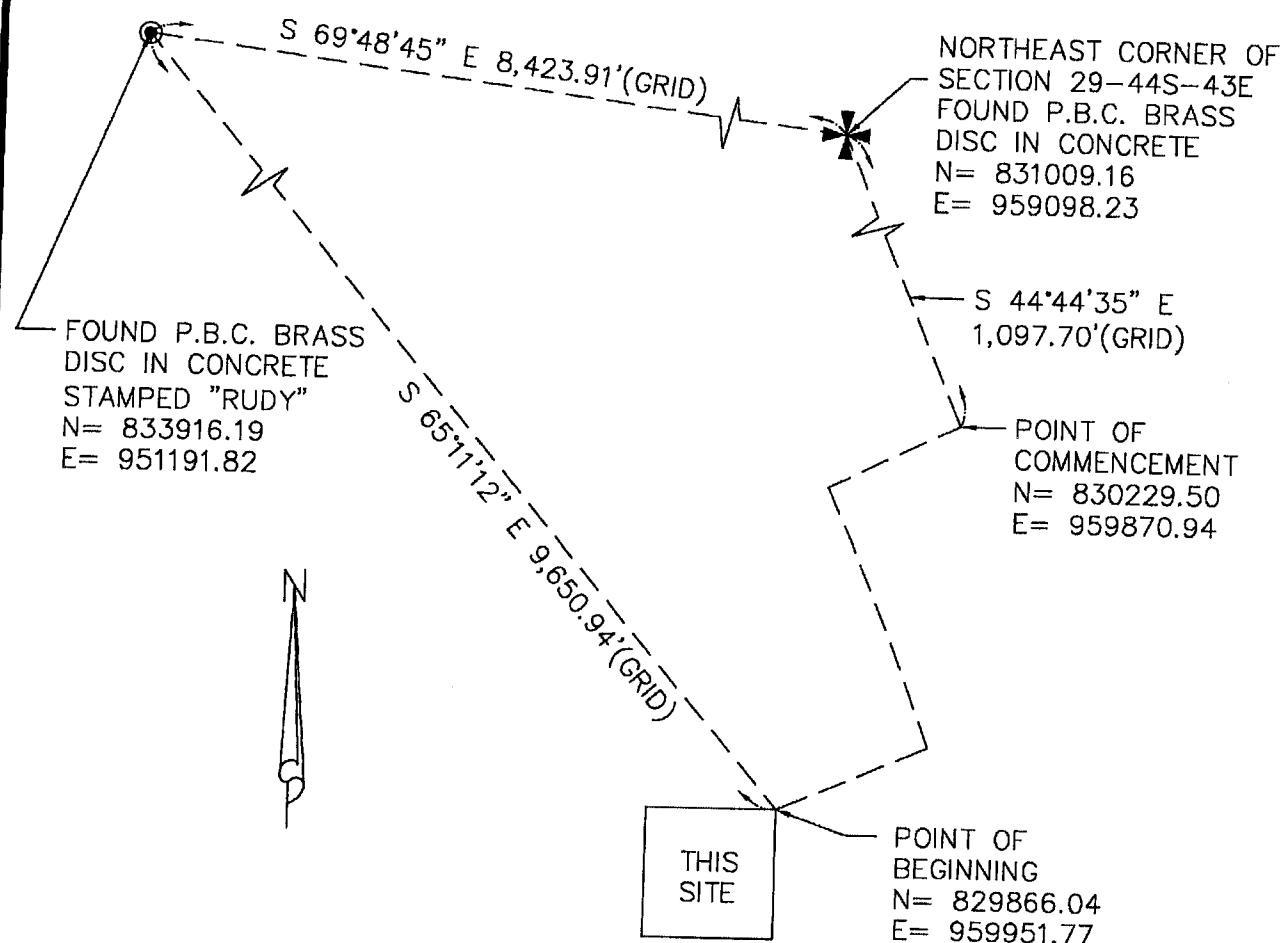 S 69°48'45" E 8,423.91'(GRID)
NORTHEAST CORNER OF
SECTION 29-44S-43E
FOUND P.B.C. BRASS
DISC IN CONCRETE
N= 831009.16
E= 959098.23
S 44°44'35" E
1,097.70'(GRID)
FOUND P.B.C. BRASS
DISC IN CONCRETE
STAMPED "RUDY"
N= 833916.19
E= 951191.82
S 65°11'12" E 9,650.94'(GRID)
POINT OF
COMMENCEMENT
N= 830229.50
E= 959870.94
N
THIS
SITE
POINT OF
BEGINNING
N= 829866.04
E= 959951.77